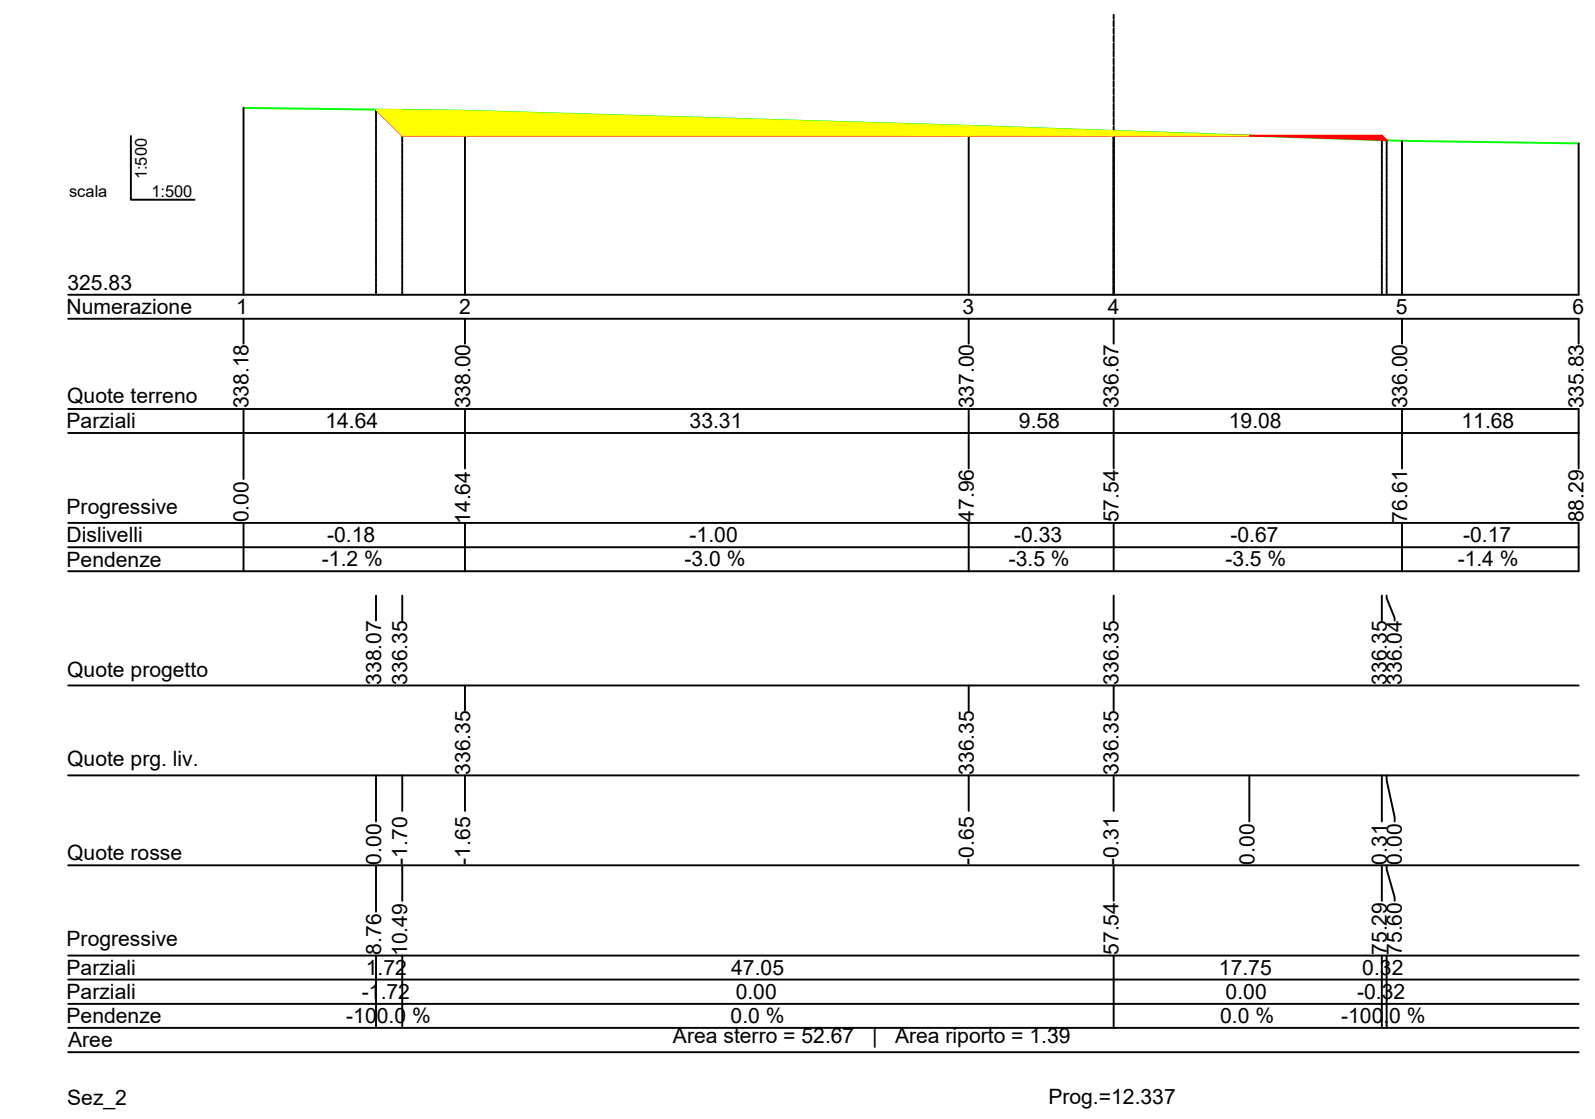 1:500
scala 1:500
325.83
Numerazione 1 2 3 4 5 6
Quote terreno 338.18 338.00 337.00 336.67 336.00 335.83
Parziali 14.64 33.31 9.58 19.08 11.68
Progressive 0.00 14.64 47.96 57.54 76.61 88.29
Dislivelli -0.18 -1.00 -0.33 -0.67 -0.17
Pendenze -1.2 % -3.0 % -3.5 % -3.5 % -1.4 %
Quote progetto 338.07 336.35 336.35 336.35 336.04
Quote prg. liv. 336.35 336.35 336.35
Quote rosse 0.00 -1.70 -1.65 -0.65 -0.31 0.00 0.31 0.00
Progressive 8.76 10.49 57.54 75.29 75.60
Parziali 1.72 47.05 17.75 0.32
Parziali -1.72 0.00 0.00 -0.32
Pendenze -100.0 % 0.0 % 0.0 % -100.0 %
Aree Area sterro = 52.67 | Area riporto = 1.39
Sez_2 Prog.=12.337